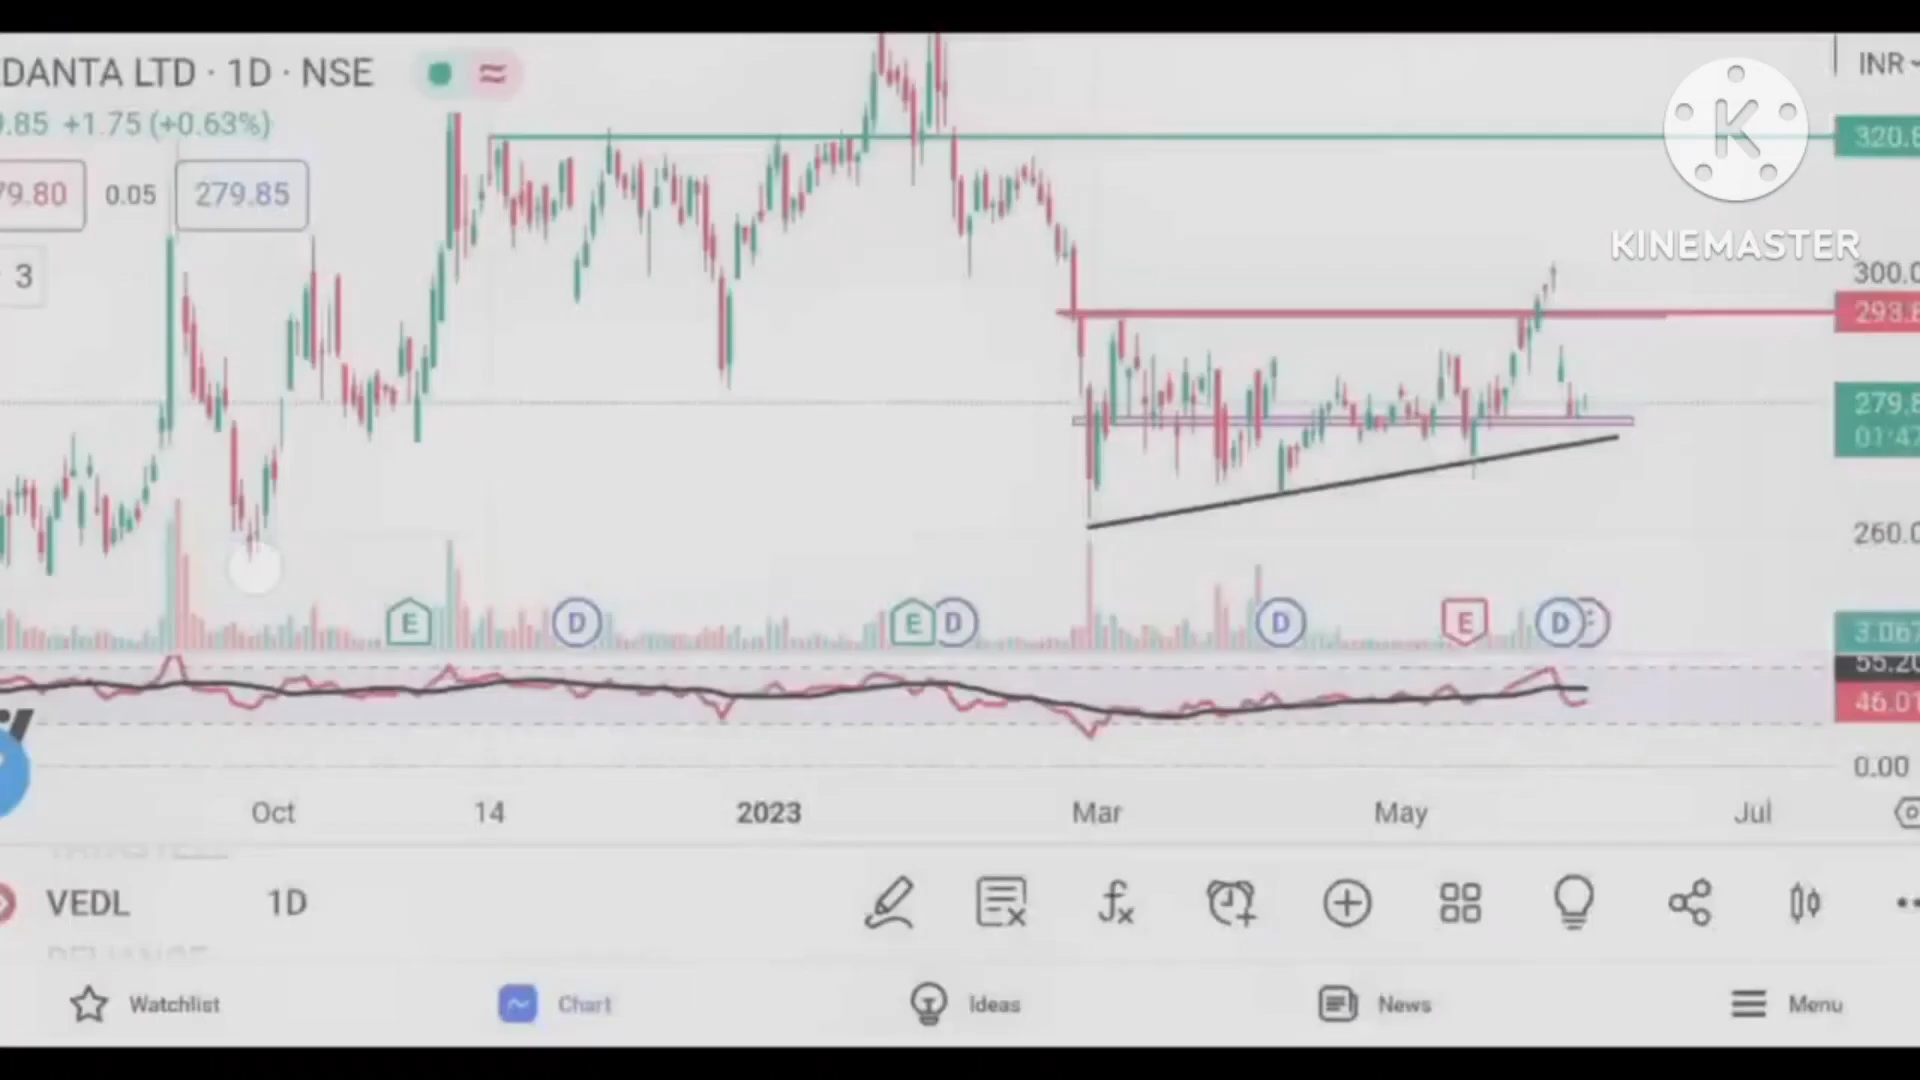 DANTA LTD · 1D · NSE
9.85 +1.75 (+0.63%)
79.80 0.05 279.85
3
INR
K
KINEMASTER
320.8
300.0
293.8
279.8
01:47
260.0
3.067
55.20
46.01
0.00
E D E D D E D
Oct 14 2023 Mar May Jul
VEDL 1D
RELIANCE
Watchlist Chart Ideas News Menu